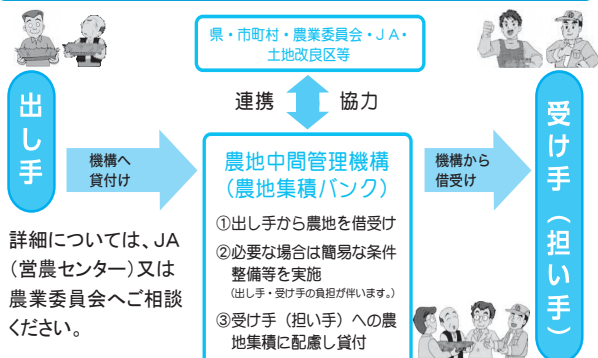 県・市町村・農業委員会・ＪＡ・
土地改良区等
連携
協力
出し手
機構へ
貸付け
農地中間管理機構
（農地集積バンク）
①出し手から農地を借受け
②必要な場合は簡易な条件
整備等を実施
（出し手・受け手の負担が伴います。）
③受け手（担い手）への農
地集積に配慮し貸付
機構から
借受け
受け手（担い手）
詳細については、JA
（営農センター）又は
農業委員会へご相談
ください。